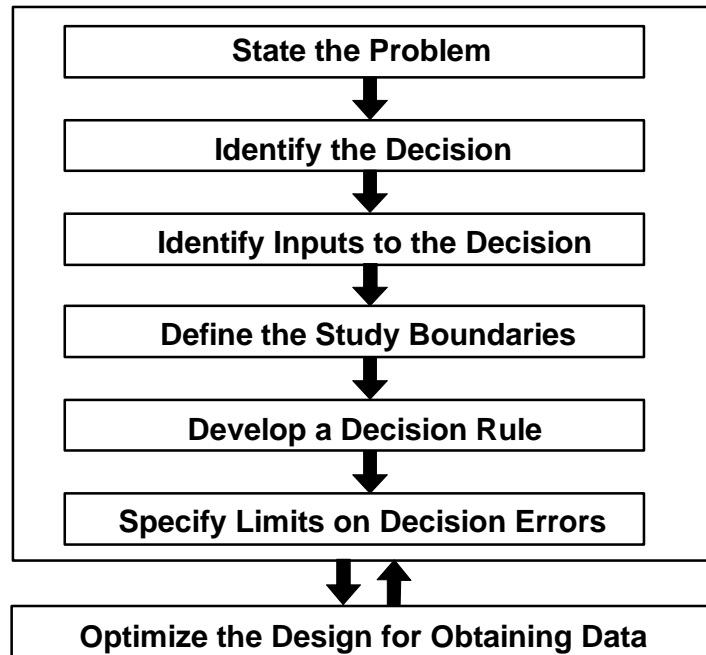 State the Problem
Identify the Decision
Identify Inputs to the Decision
Define the Study Boundaries
Develop a Decision Rule
Specify Limits on Decision Errors
Optimize the Design for Obtaining Data